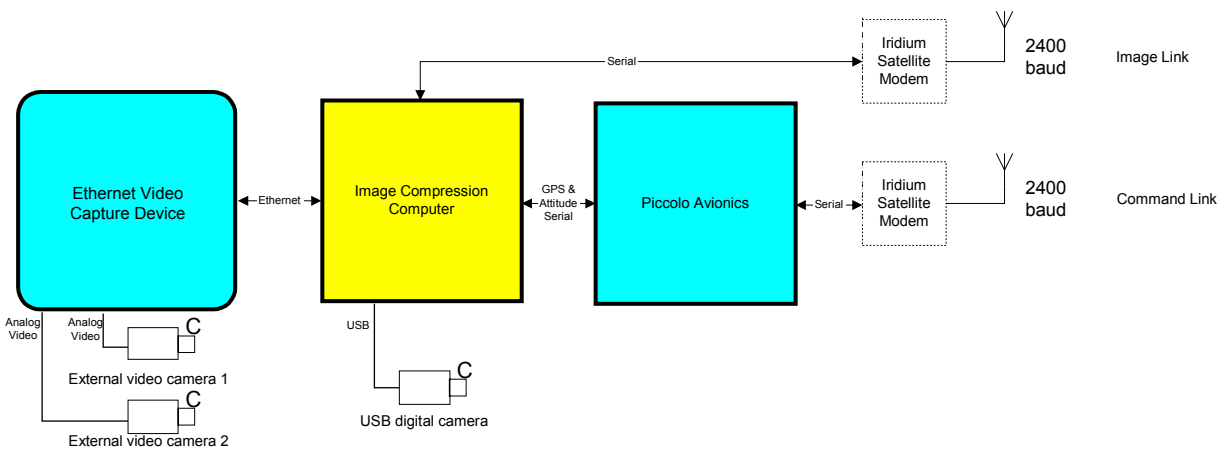 Iridium
Satellite
Modem
2400
baud
Image Link
Serial
Ethernet Video
Capture Device
Ethernet
Image Compression
Computer
GPS &
Attitude
Serial
Piccolo Avionics
Serial
Iridium
Satellite
Modem
2400
baud
Command Link
Analog
Video
Analog
Video
C
External video camera 1
C
External video camera 2
USB
C
USB digital camera